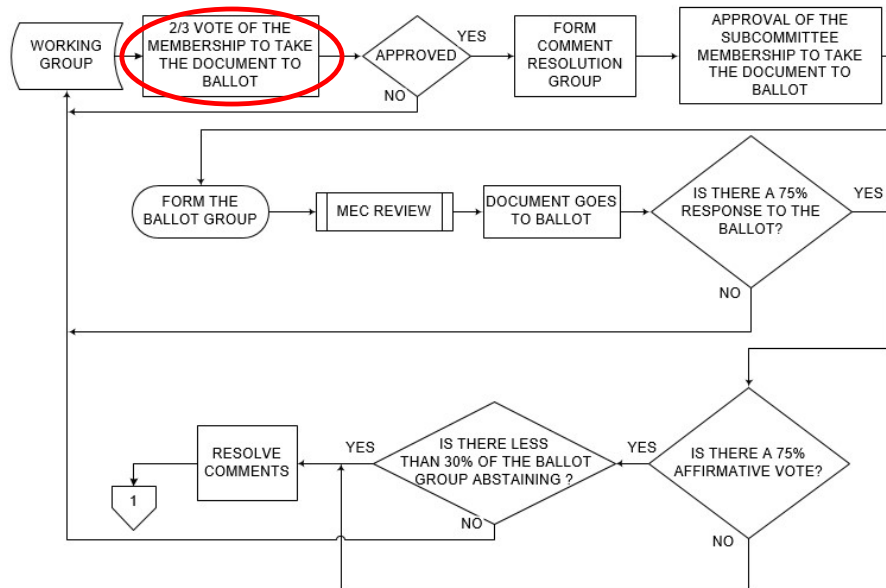 WORKING
GROUP
2/3 VOTE OF THE
MEMBERSHIP TO TAKE
THE DOCUMENT TO
BALLOT
APPROVED
YES
NO
FORM
COMMENT
RESOLUTION
GROUP
APPROVAL OF THE
SUBCOMMITTEE
MEMBERSHIP TO TAKE
THE DOCUMENT TO
BALLOT
FORM THE
BALLOT GROUP
MEC REVIEW
DOCUMENT GOES
TO BALLOT
IS THERE A 75%
RESPONSE TO THE
BALLOT?
YES
NO
IS THERE A 75%
AFFIRMATIVE VOTE?
YES
NO
IS THERE LESS
THAN 30% OF THE BALLOT
GROUP ABSTAINING ?
YES
NO
RESOLVE
COMMENTS
1